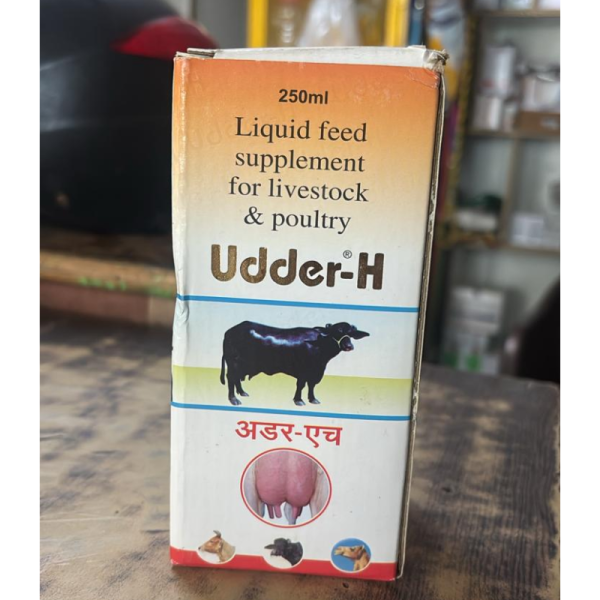 250ml
Liquid feed
supplement
for livestock
& poultry
Udder-H®
अडर-एच